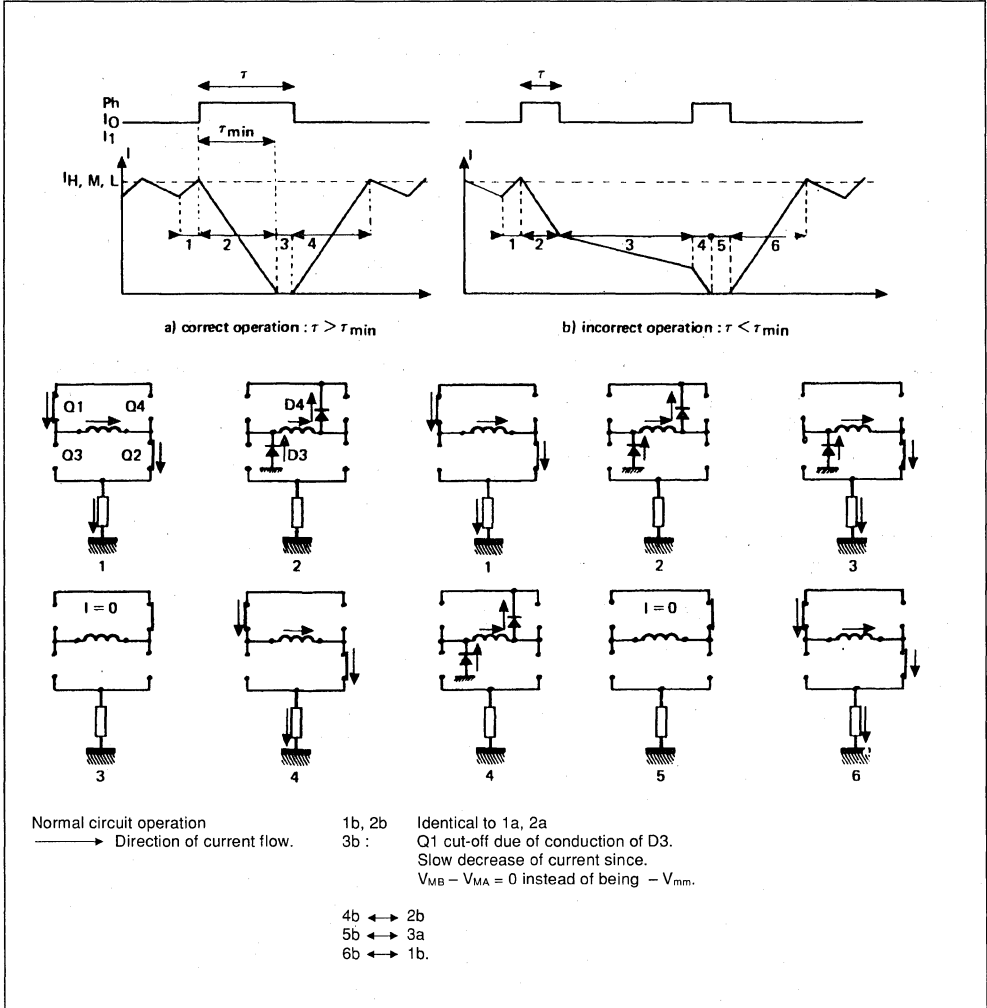 τ
Ph
I0
I1
τmin
I
IH, M, L
1 2 3 4
a) correct operation : τ > τmin
τ
I
1 2 3 4 5 6
b) incorrect operation : τ < τmin
Q1 Q4
Q3 Q2
1
D4
D3
2
1
2
3
I = 0
3
4
4
I = 0
5
6
Normal circuit operation
Direction of current flow.
1b, 2b Identical to 1a, 2a
3b : Q1 cut-off due of conduction of D3.
Slow decrease of current since.
VMB – VMA = 0 instead of being – Vmm.
4b ↔ 2b
5b ↔ 3a
6b ↔ 1b.